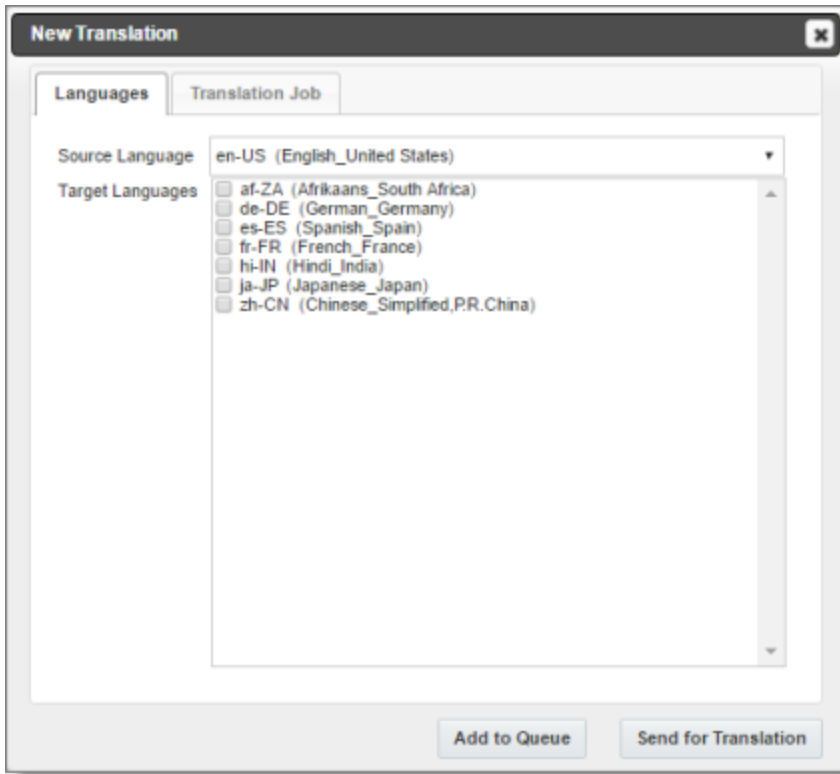 New Translation
Languages Translation Job
Source Language en-US (English_United States)
Target Languages af-ZA (Afrikaans_South Africa)
de-DE (German_Germany)
es-ES (Spanish_Spain)
fr-FR (French_France)
hi-IN (Hindi_India)
ja-JP (Japanese_Japan)
zh-CN (Chinese_Simplified,P.R.China)
Add to Queue Send for Translation